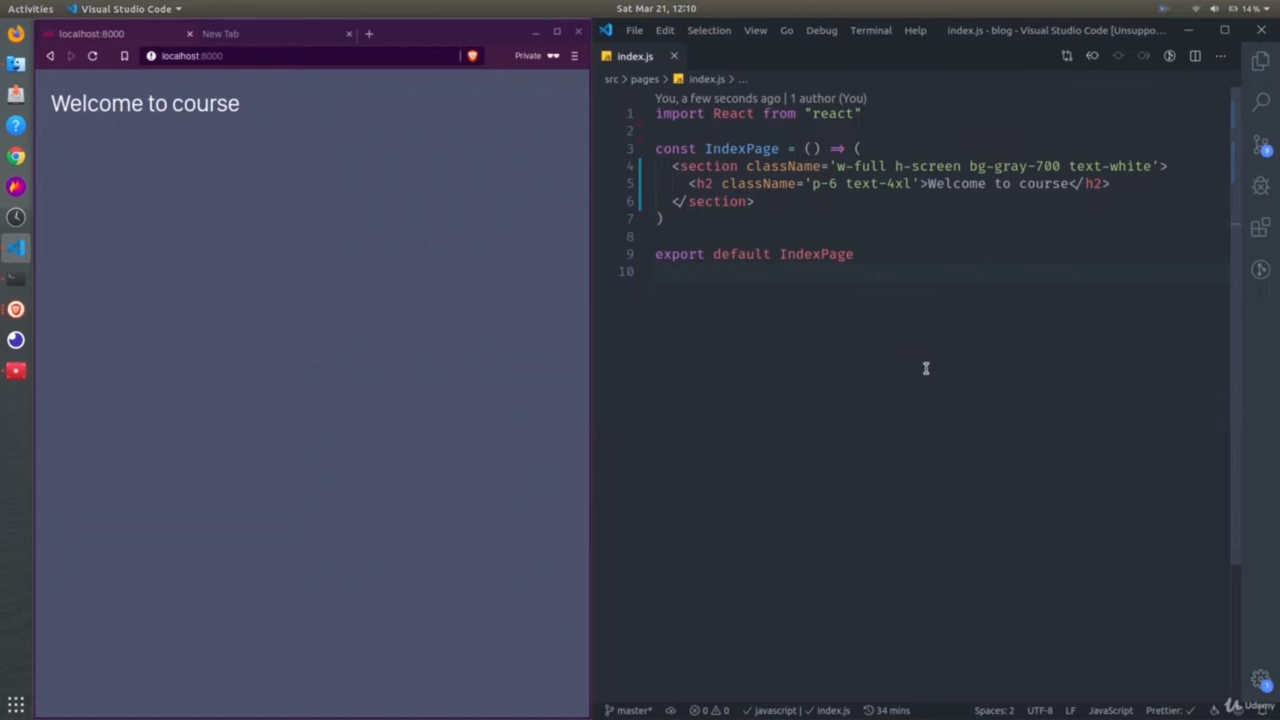 Activities
Visual Studio Code
Sat Mar 21, 12:10
14%
localhost:8000
New Tab
localhost:8000
Private
Welcome to course
File Edit Selection View Go Debug Terminal Help
index.js - blog - Visual Studio Code [Unsuppo...
index.js
src › pages › index.js › ...
You, a few seconds ago | 1 author (You)
1 import React from "react"
2
3 const IndexPage = () => (
4 <section className='w-full h-screen bg-gray-700 text-white'>
5 <h2 className='p-6 text-4xl'>Welcome to course</h2>
6 </section>
7 )
8
9 export default IndexPage
10
master* 0 0 javascript | index.js 34 mins
Spaces: 2 UTF-8 LF JavaScript Prettier: ✓
Udemy